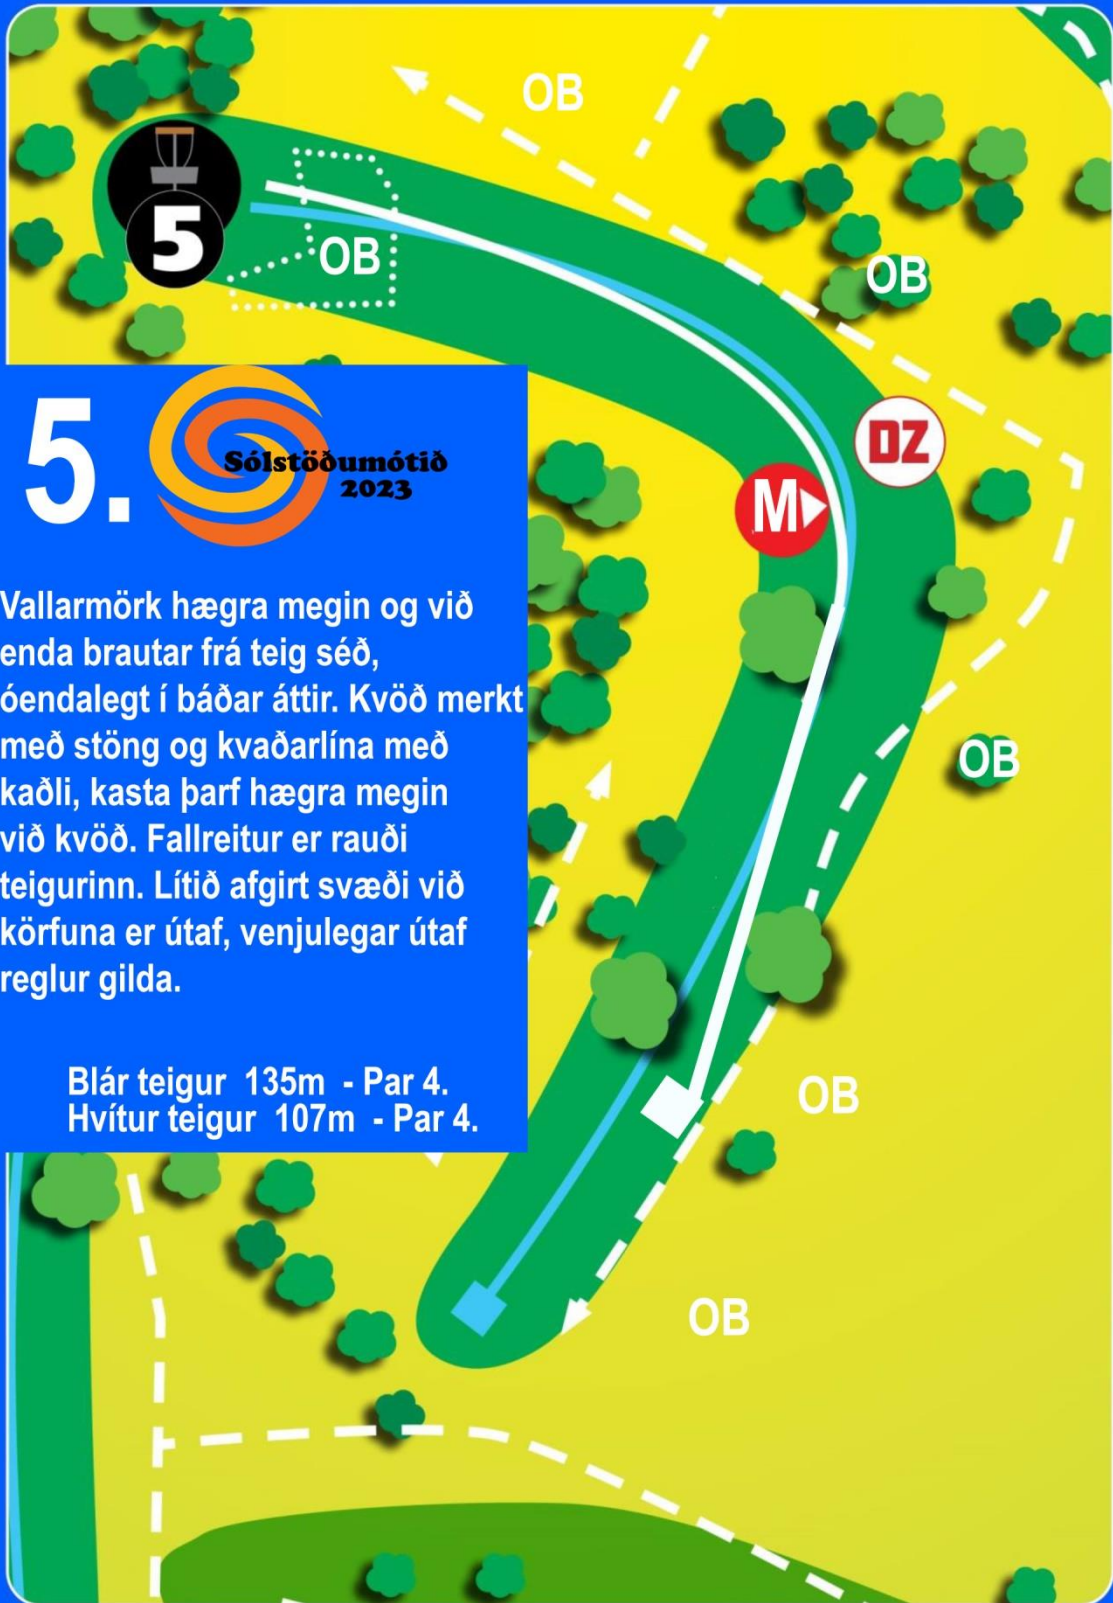 OB
OB
OB
5
DZ
M
5.
Sólstöðumótið
2023
Vallarmörk hægra megin og við
enda brautar frá teig séð,
óendalegt í báðar áttir. Kvöð merkt
með stöng og kvaðarlína með
kaðli, kasta þarf hægra megin
við kvöð. Fallreitur er rauði
teigurinn. Lítið afgirt svæði við
körfuna er útaf, venjulegar útaf
reglur gilda.
Blár teigur 135m - Par 4.
Hvítur teigur 107m - Par 4.
OB
OB
OB